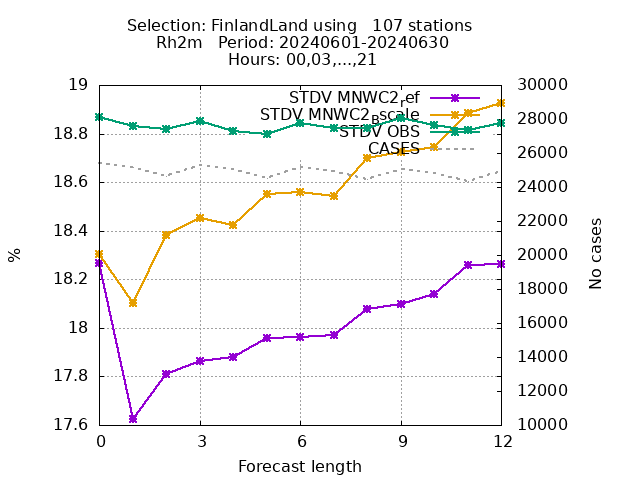 Selection: FinlandLand using   107 stations
Rh2m   Period: 20240601-20240630
Hours: 00,03,...,21
19
18.8
18.6
18.4
18.2
18
17.8
17.6
%
STDV MNWC2_ref
STDV MNWC2_Bscale
STDV OBS
CASES
30000
28000
26000
24000
22000
20000
18000
16000
14000
12000
10000
No cases
0 3 6 9 12
Forecast length